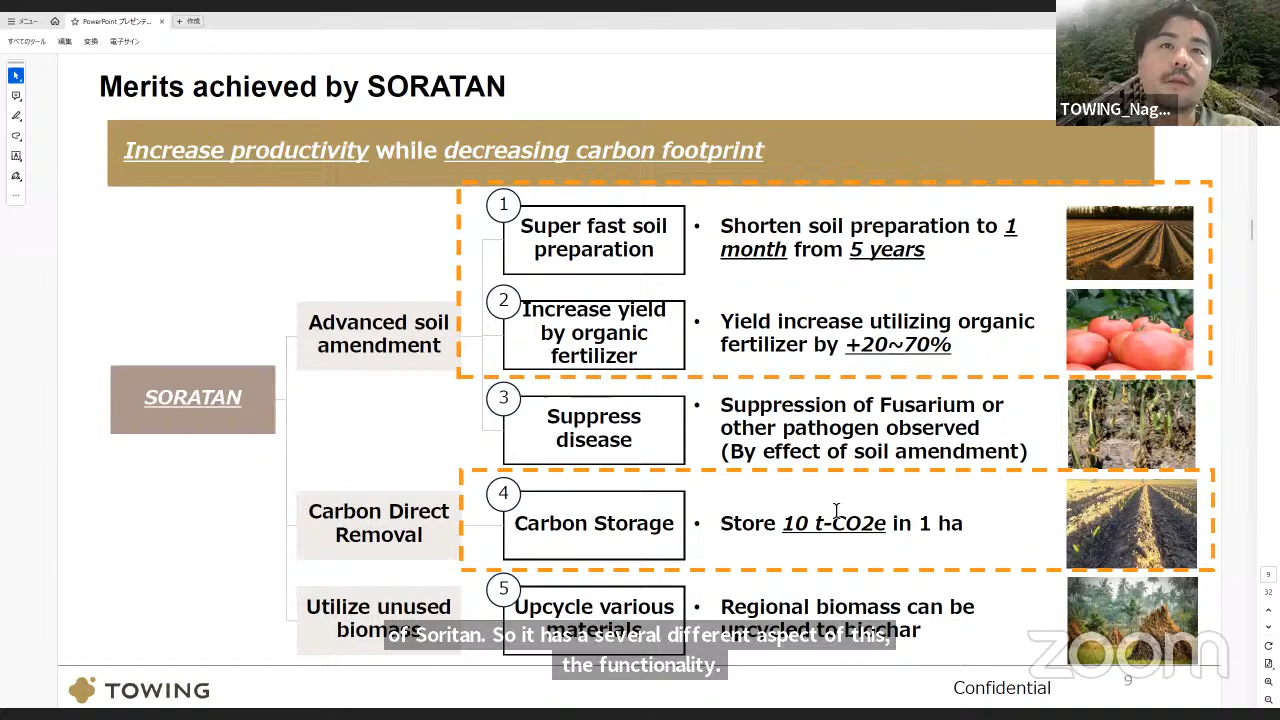 メニュー
PowerPoint プレゼンテ...
× 
+ 作成
すべてのツール
編集
変換
電子サイン
TOWING_Nag...
Merits achieved by SORATAN
Increase productivity while decreasing carbon footprint
1
Super fast soil
preparation
• Shorten soil preparation to 1
month from 5 years
2
Increase yield
by organic
fertilizer
• Yield increase utilizing organic
fertilizer by +20~70%
Advanced soil
amendment
3
Suppress
disease
• Suppression of Fusarium or
other pathogen observed
(By effect of soil amendment)
SORATAN
4
Carbon Storage
• Store 10 t-CO2e in 1 ha
Carbon Direct
Removal
5
Upcycle various
materials
• Regional biomass can be
upcycled to biochar
Utilize unused
biomass
of Soritan. So it has a several different aspect of this,
the functionality.
zoom
TOWING
Confidential
9
9
32